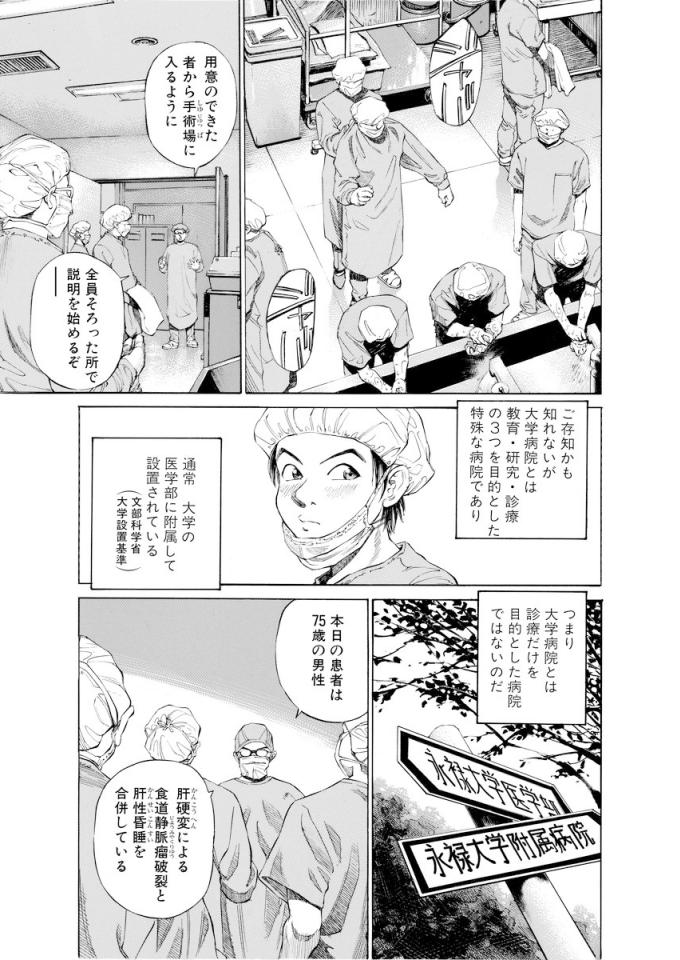 ジャブ
ジャブ
用意のできた
者から手術場に
入るように
全員そろった所で
説明を始めるぞ
ご存知かも
知れないが
大学病院とは
教育・研究・診療
の3つを目的とした
特殊な病院であり
通常 大学の
医学部に附属して
設置されている
(文部科学省
大学設置基準)
つまり
大学病院とは
診療だけを
目的とした病院
ではないのだ
永禄大学医学部
永禄大学附属病院
本日の患者は
75歳の男性
肝硬変による
食道静脈瘤破裂と
肝性昏睡を
合併している